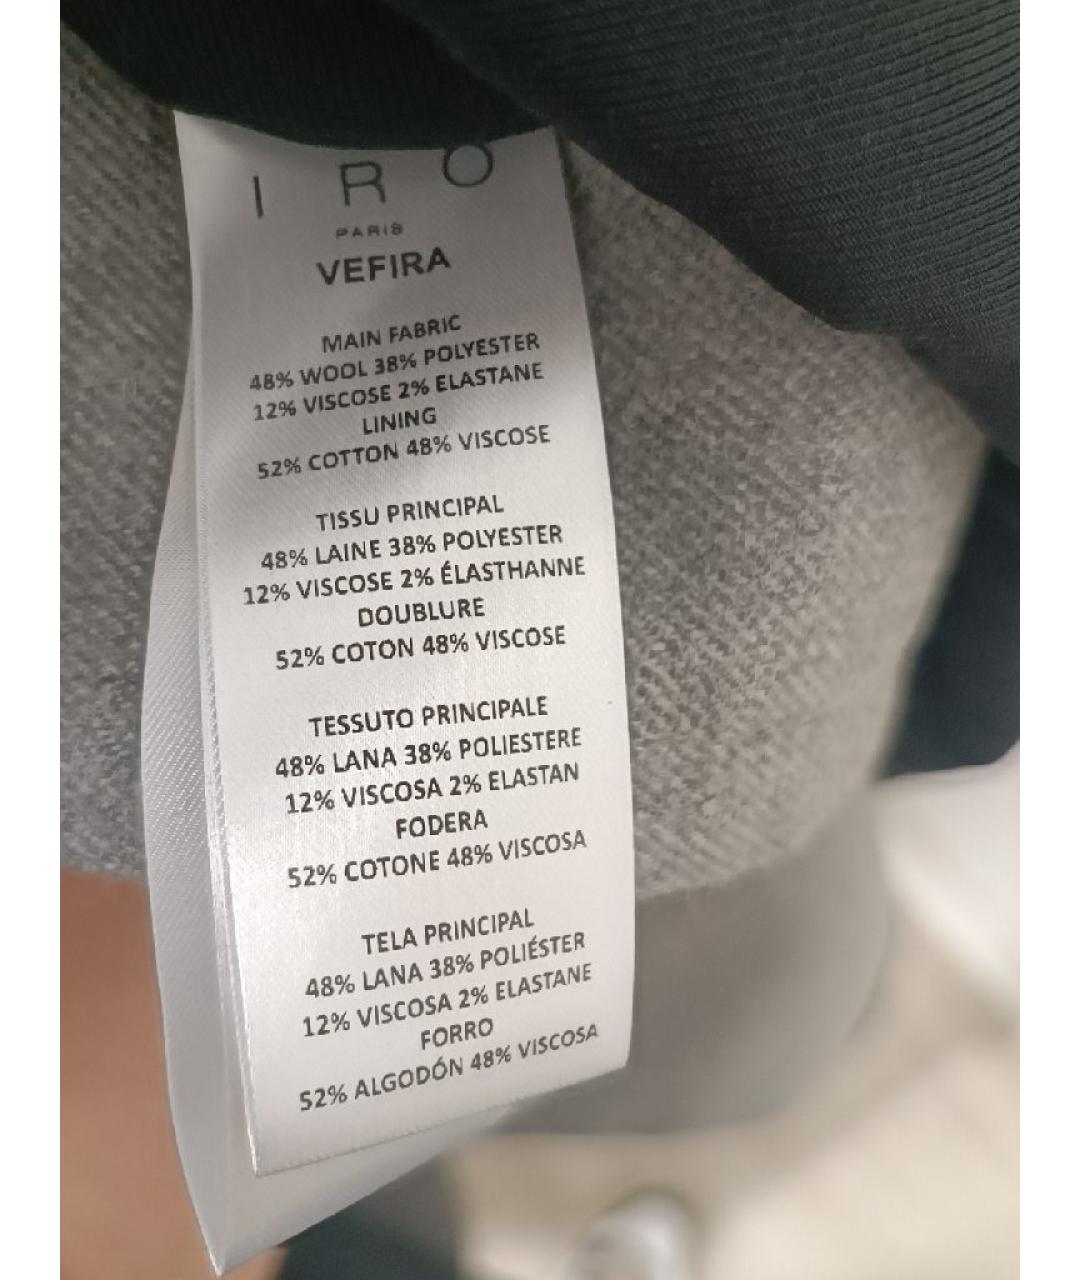 I R O
PARIS
VEFIRA
MAIN FABRIC
48% WOOL 38% POLYESTER
12% VISCOSE 2% ELASTANE
LINING
52% COTTON 48% VISCOSE
TISSU PRINCIPAL
48% LAINE 38% POLYESTER
12% VISCOSE 2% ÉLASTHANNE
DOUBLURE
52% COTON 48% VISCOSE
TESSUTO PRINCIPALE
48% LANA 38% POLIESTERE
12% VISCOSA 2% ELASTAN
FODERA
52% COTONE 48% VISCOSA
TELA PRINCIPAL
48% LANA 38% POLIÉSTER
12% VISCOSA 2% ELASTANE
FORRO
52% ALGODÓN 48% VISCOSA